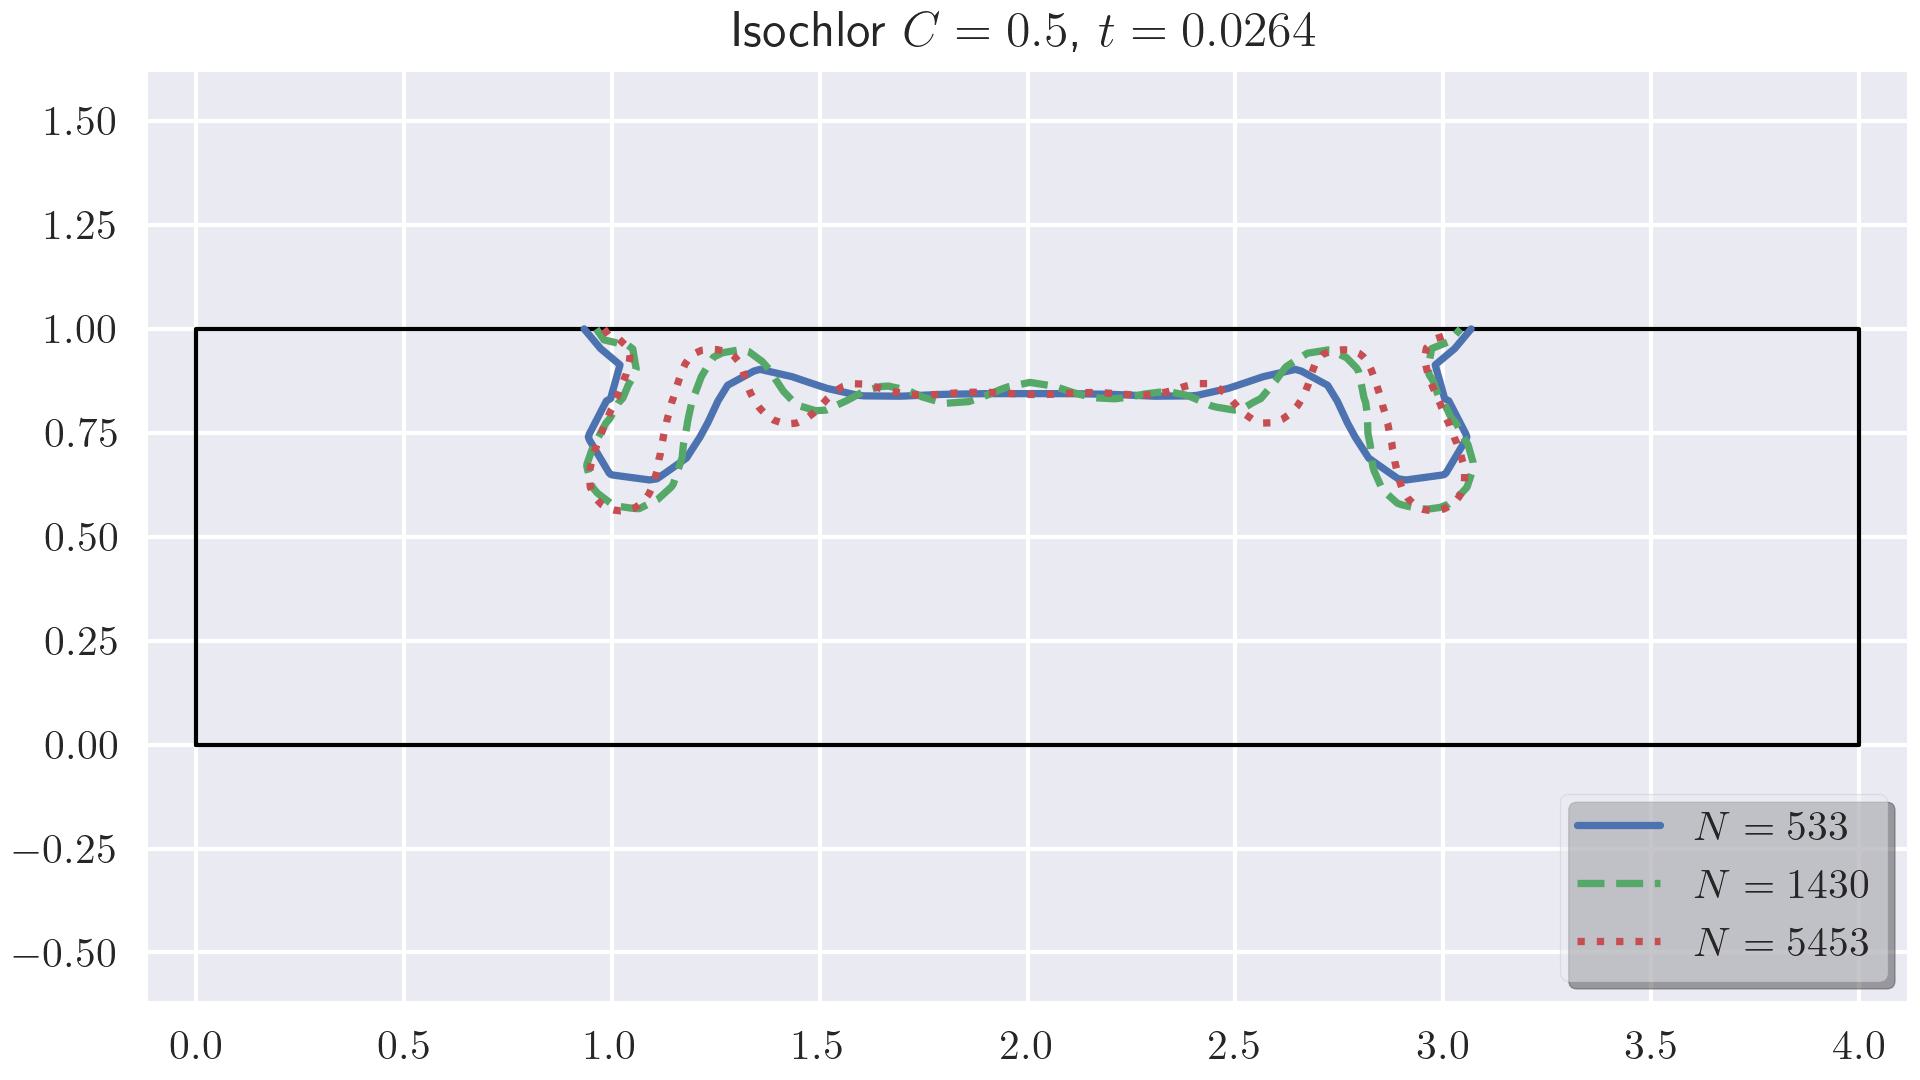 Isochlor C = 0.5, t = 0.0264
1.50
1.25
1.00
0.75
0.50
0.25
0.00
−0.25
−0.50
0.0 0.5 1.0 1.5 2.0 2.5 3.0 3.5 4.0
N = 533
N = 1430
N = 5453